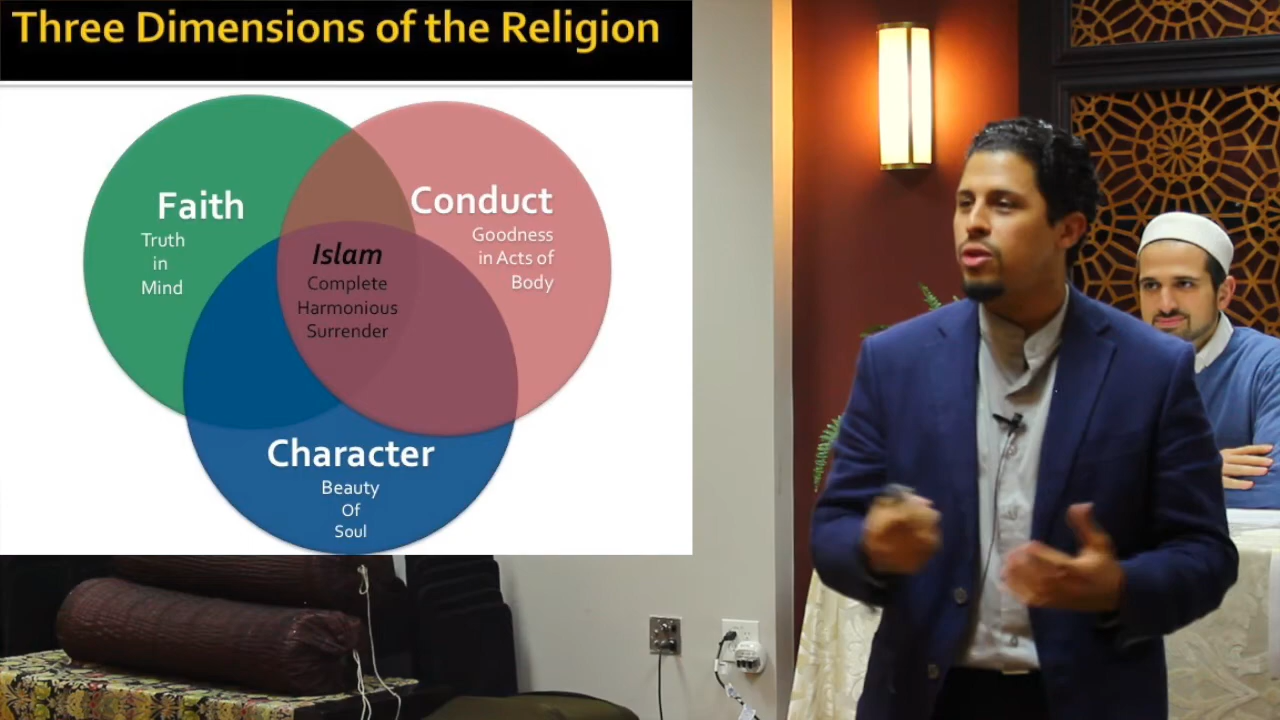 Three Dimensions of the Religion
Faith
Truth
in
Mind
Conduct
Goodness
in Acts of
Body
Islam
Complete
Harmonious
Surrender
Character
Beauty
Of
Soul